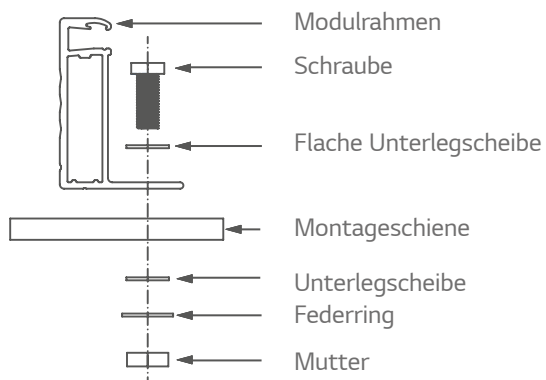 Modulrahmen
Schraube
Flache Unterlegscheibe
Montageschiene
Unterlegscheibe
Federring
Mutter